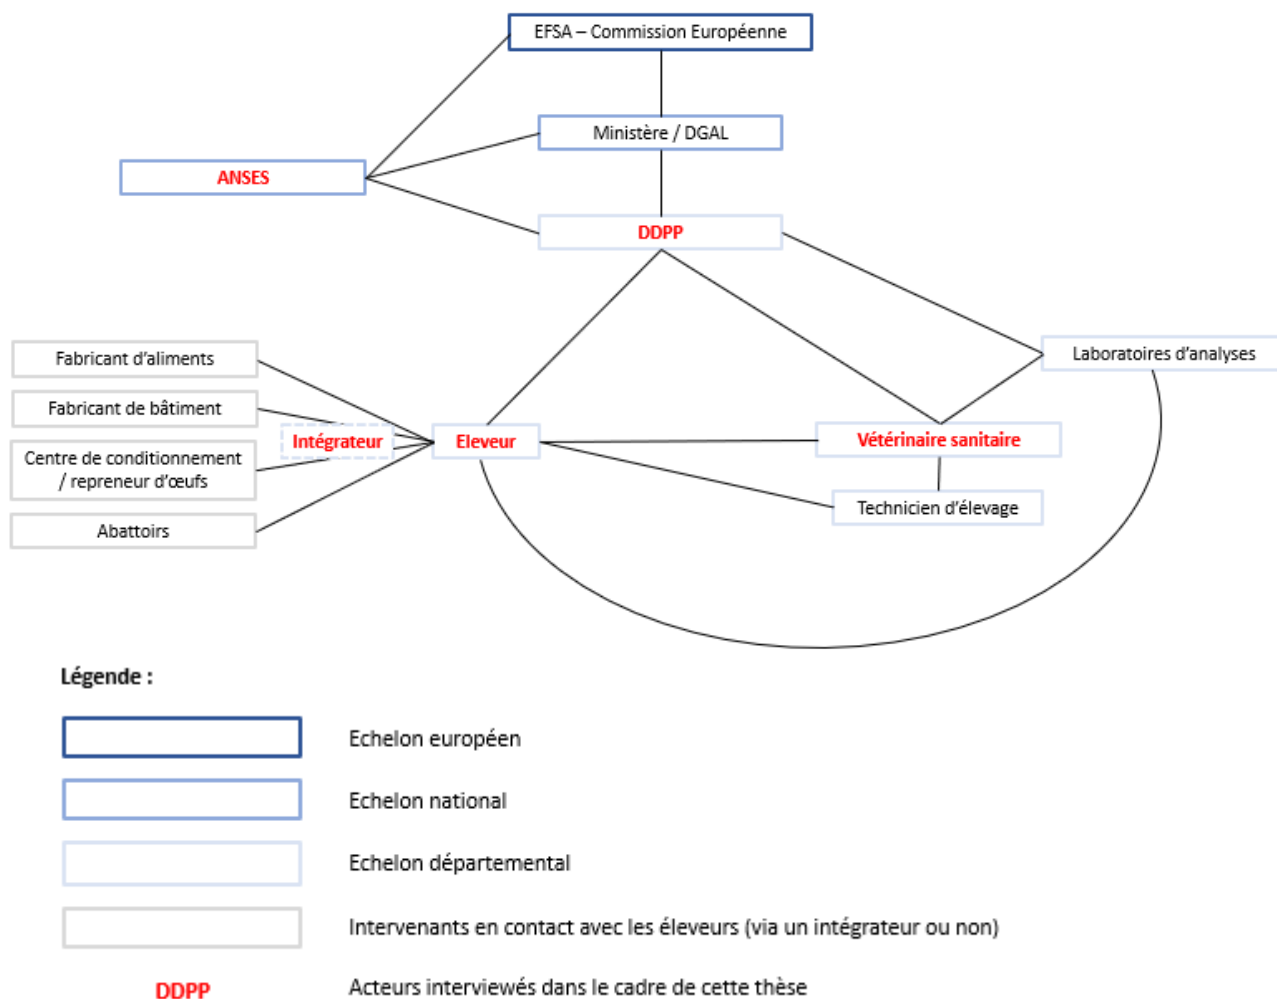 EFSA – Commission Européenne
Ministère / DGAL
ANSES
DDPP
Laboratoires d'analyses
Fabricant d'aliments
Fabricant de bâtiment
Intégrateur
Eleveur
Vétérinaire sanitaire
Centre de conditionnement
/ repreneur d'œufs
Technicien d'élevage
Abattoirs
Légende :
Echelon européen
Echelon national
Echelon départemental
Intervenants en contact avec les éleveurs (via un intégrateur ou non)
DDPP
Acteurs interviewés dans le cadre de cette thèse